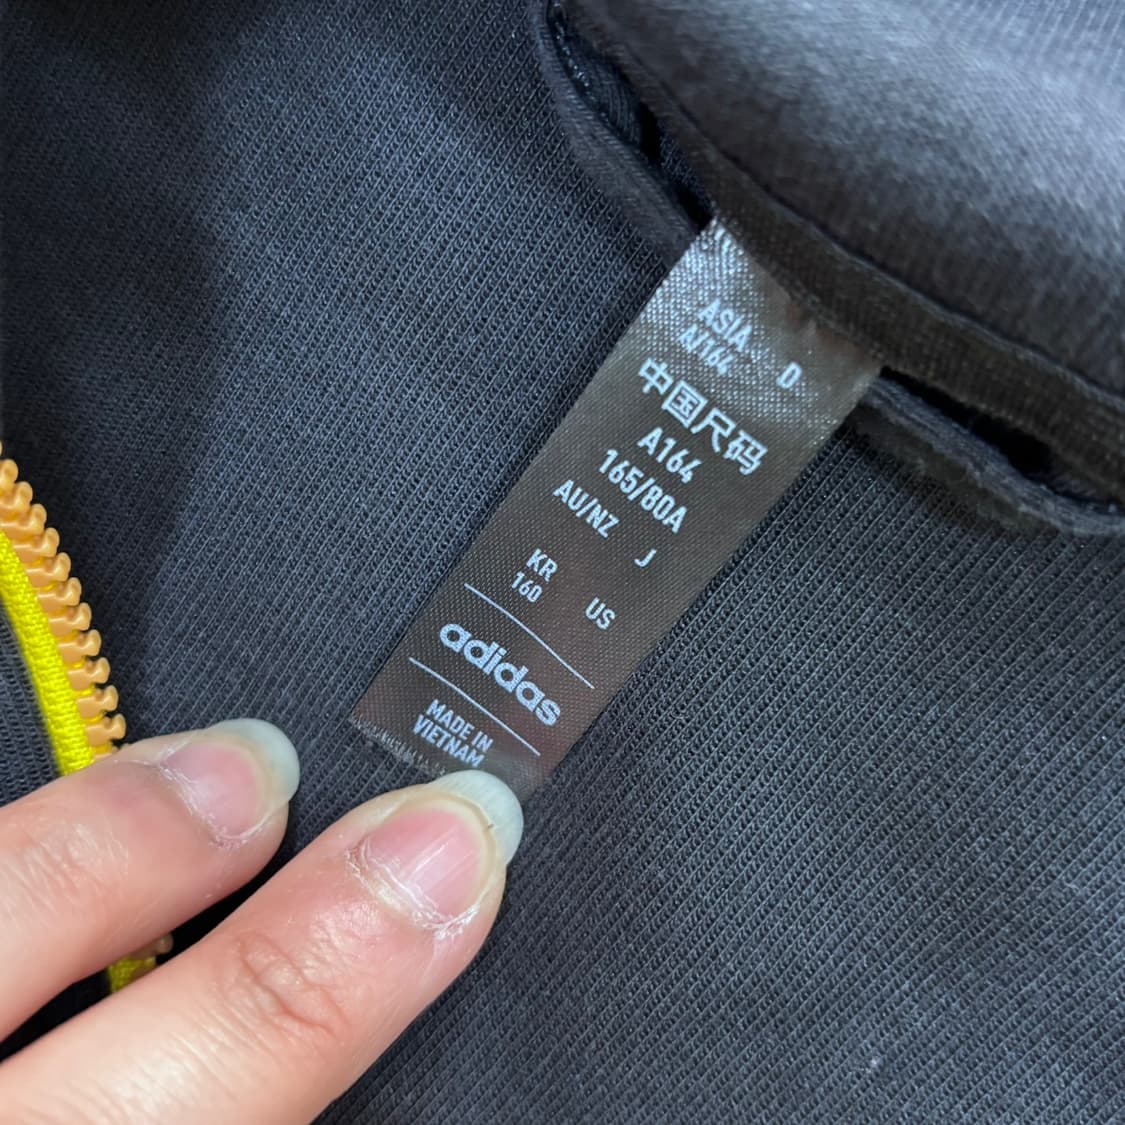 ASIA D
A/164
中国尺码
A164
165/80A
AU/NZ J
KR US
160
adidas
MADE IN
VIETNAM